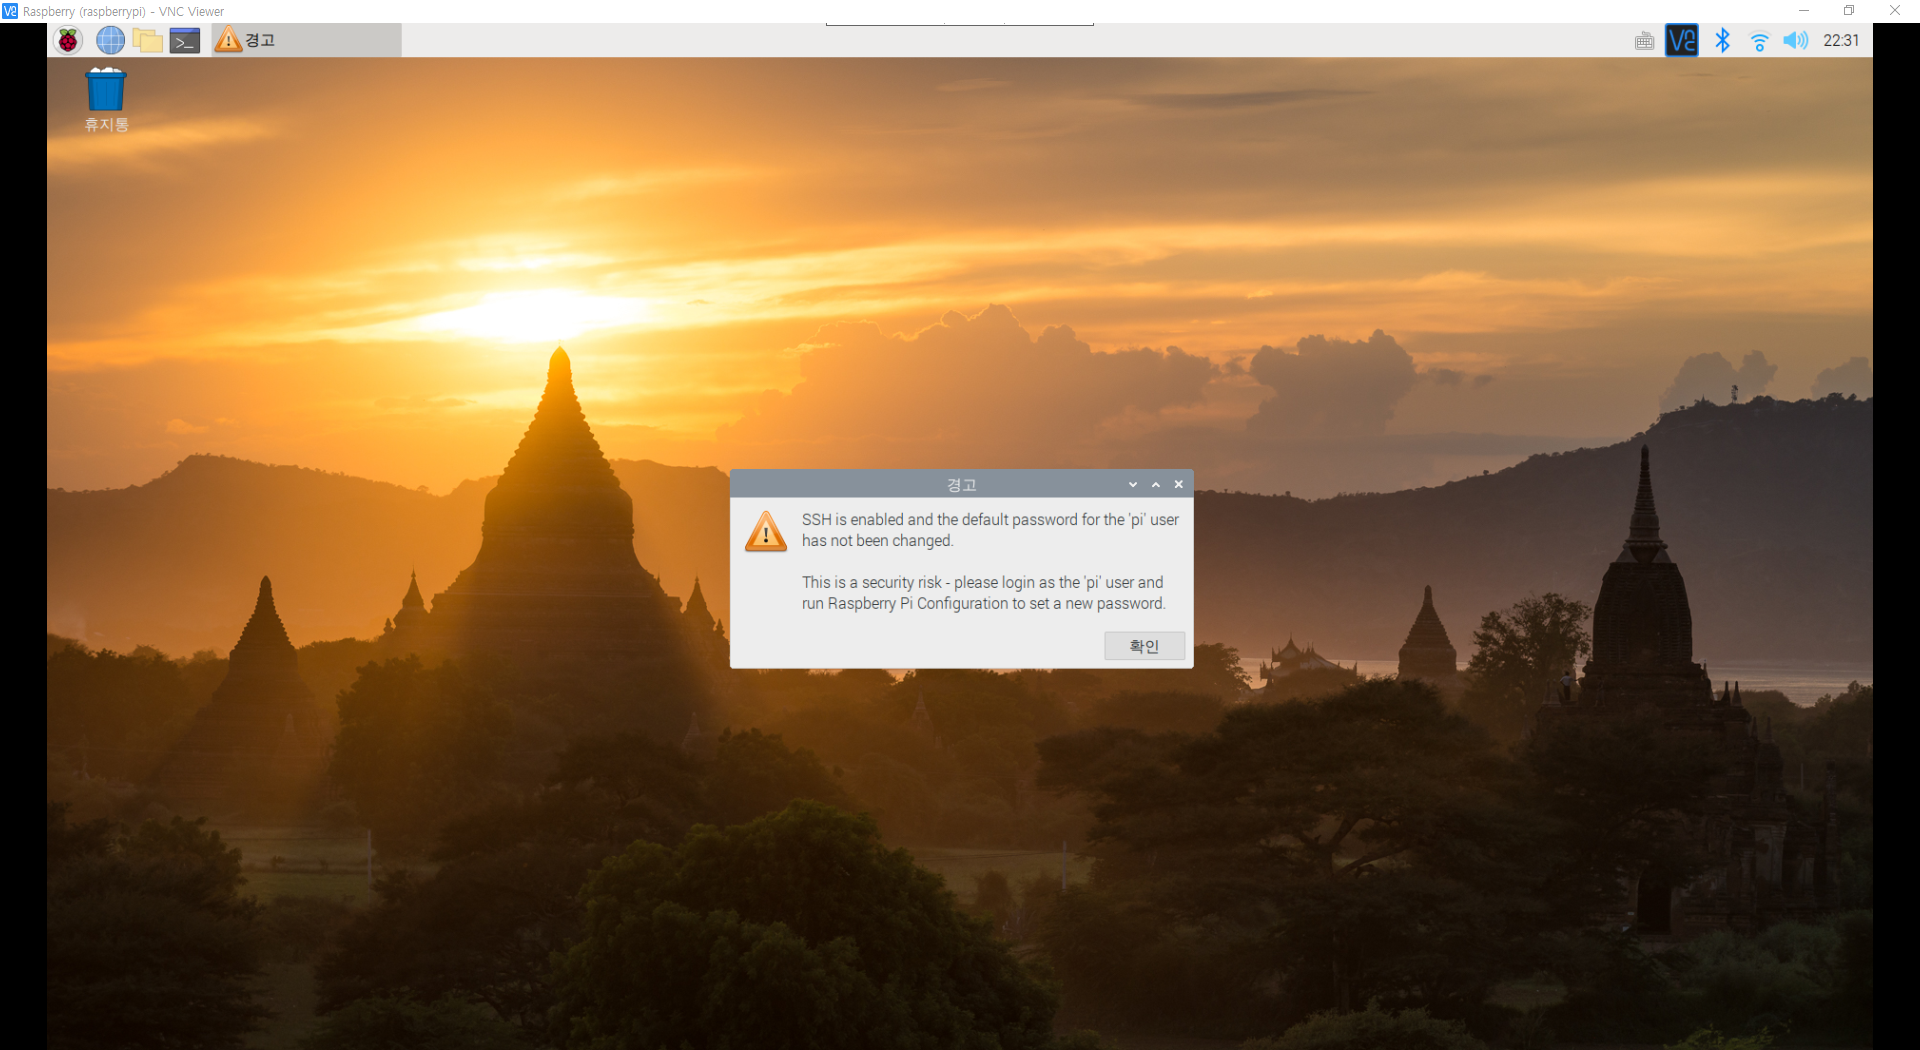 Raspberry (raspberrypi) - VNC Viewer
경고
22:31
휴지통
경고
SSH is enabled and the default password for the 'pi' user
has not been changed.
This is a security risk - please login as the 'pi' user and
run Raspberry Pi Configuration to set a new password.
확인